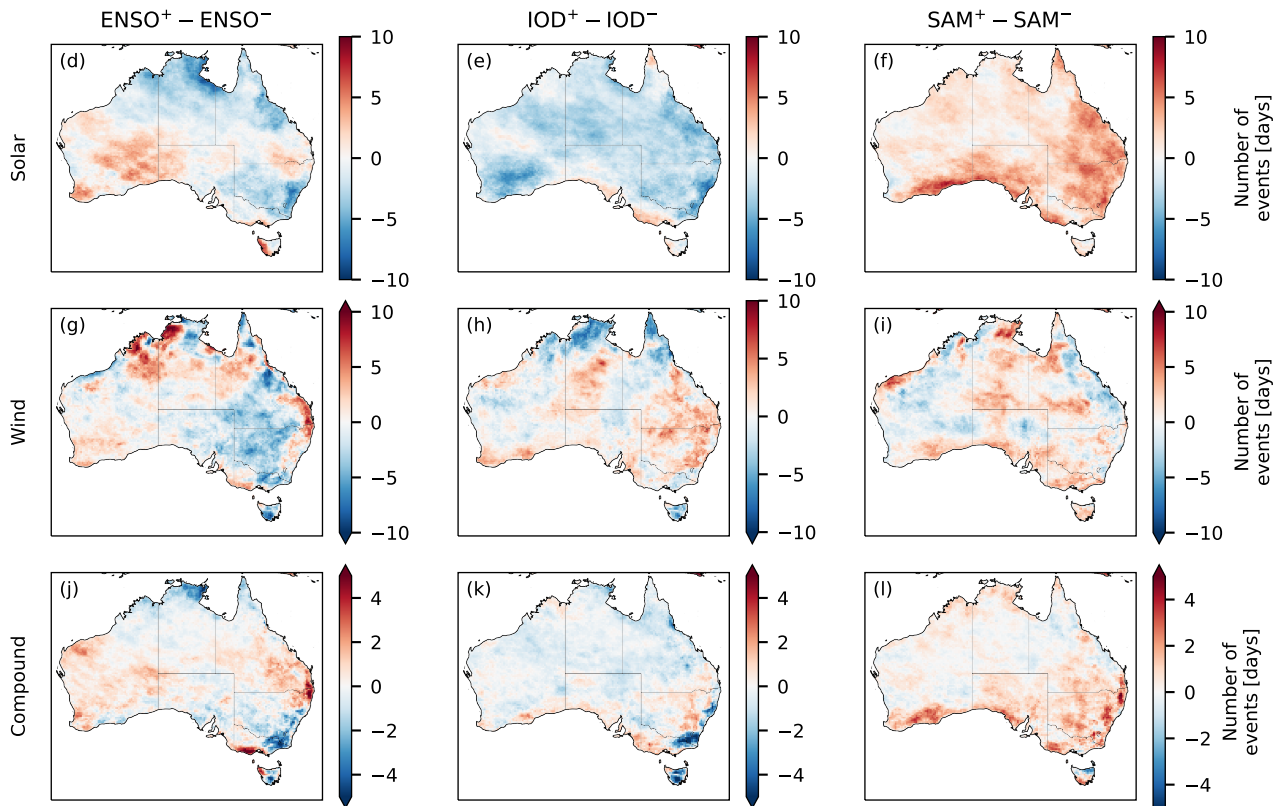 ENSO⁺ − ENSO⁻
IOD⁺ − IOD⁻
SAM⁺ − SAM⁻
Solar
(d)
10
5
0
−5
−10
(e)
10
5
0
−5
−10
(f)
10
5
0
−5
−10
Number of
events [days]
Wind
(g)
10
5
0
−5
−10
(h)
10
5
0
−5
−10
(i)
10
5
0
−5
−10
Number of
events [days]
Compound
(j)
4
2
0
−2
−4
(k)
4
2
0
−2
−4
(l)
4
2
0
−2
−4
Number of
events [days]